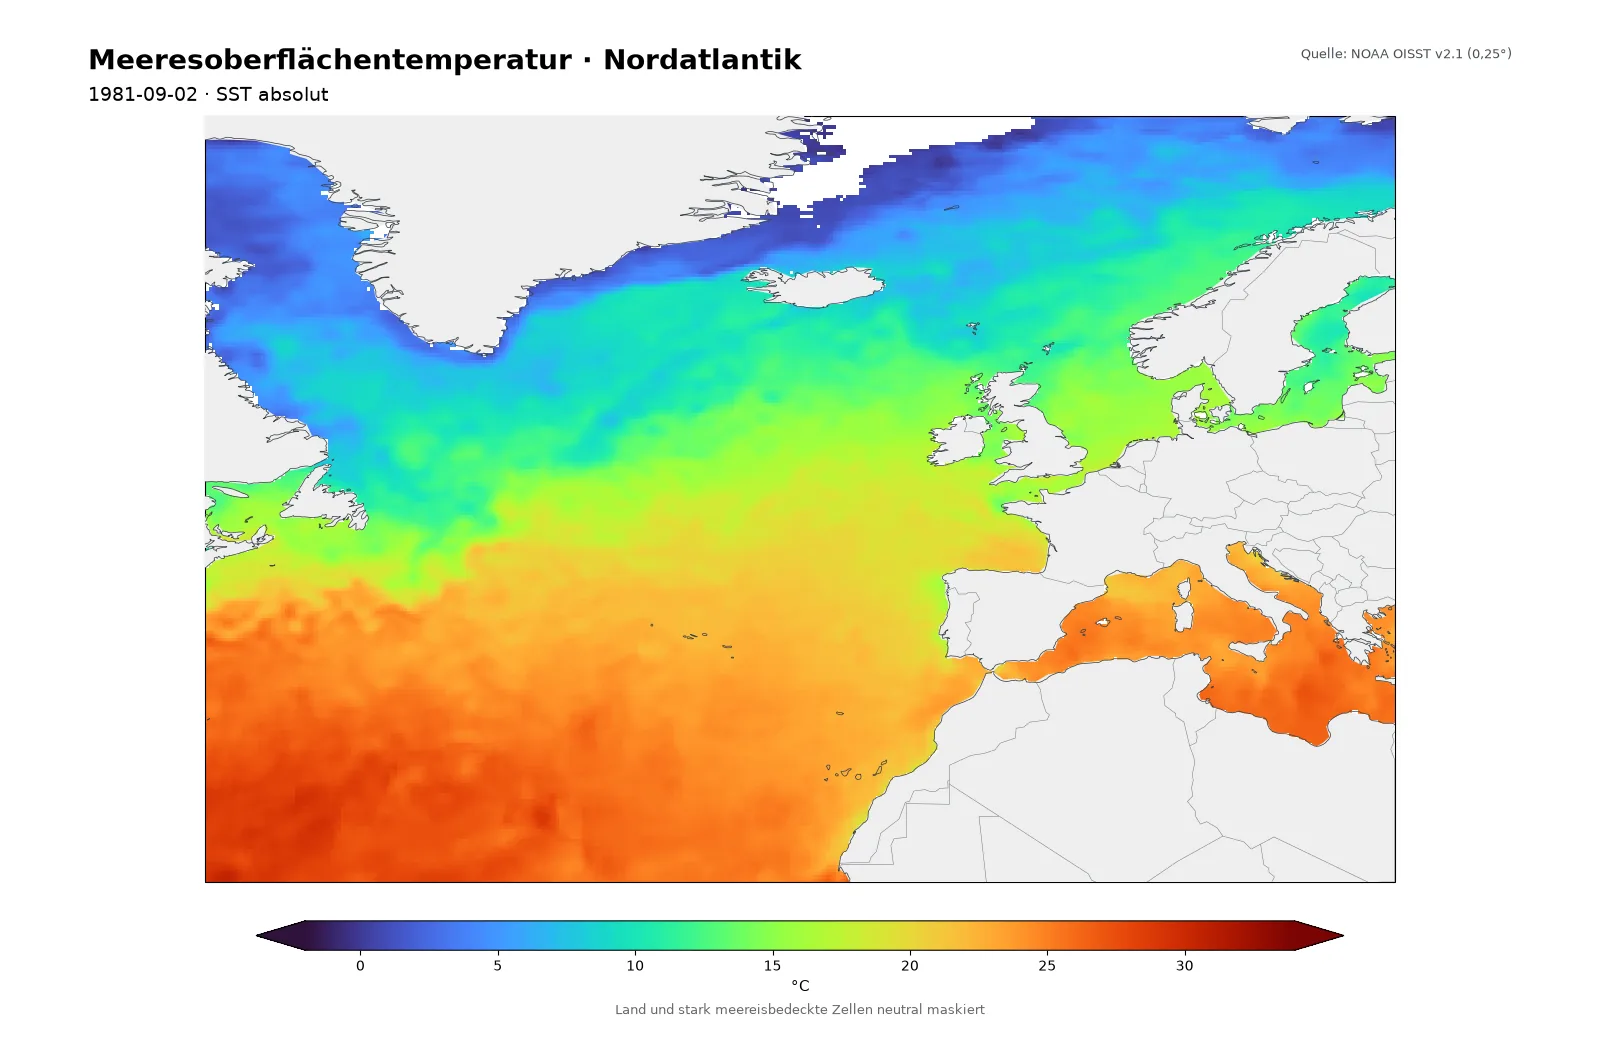 Meeresoberflächentemperatur · Nordatlantik
Quelle: NOAA OISST v2.1 (0,25°)
1981-09-02 · SST absolut
0 5 10 15 20 25 30
°C
Land und stark meereisbedeckte Zellen neutral maskiert